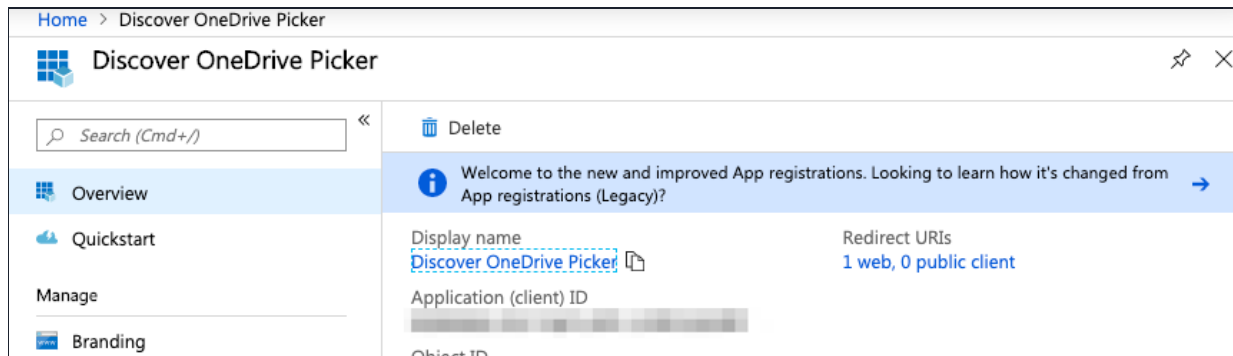 Home > Discover OneDrive Picker
Discover OneDrive Picker
Search (Cmd+/)
«
Overview
Quickstart
Manage
Branding
Delete
Welcome to the new and improved App registrations. Looking to learn how it's changed from
App registrations (Legacy)?
Display name
Discover OneDrive Picker
Application (client) ID
Object ID
Redirect URIs
1 web, 0 public client